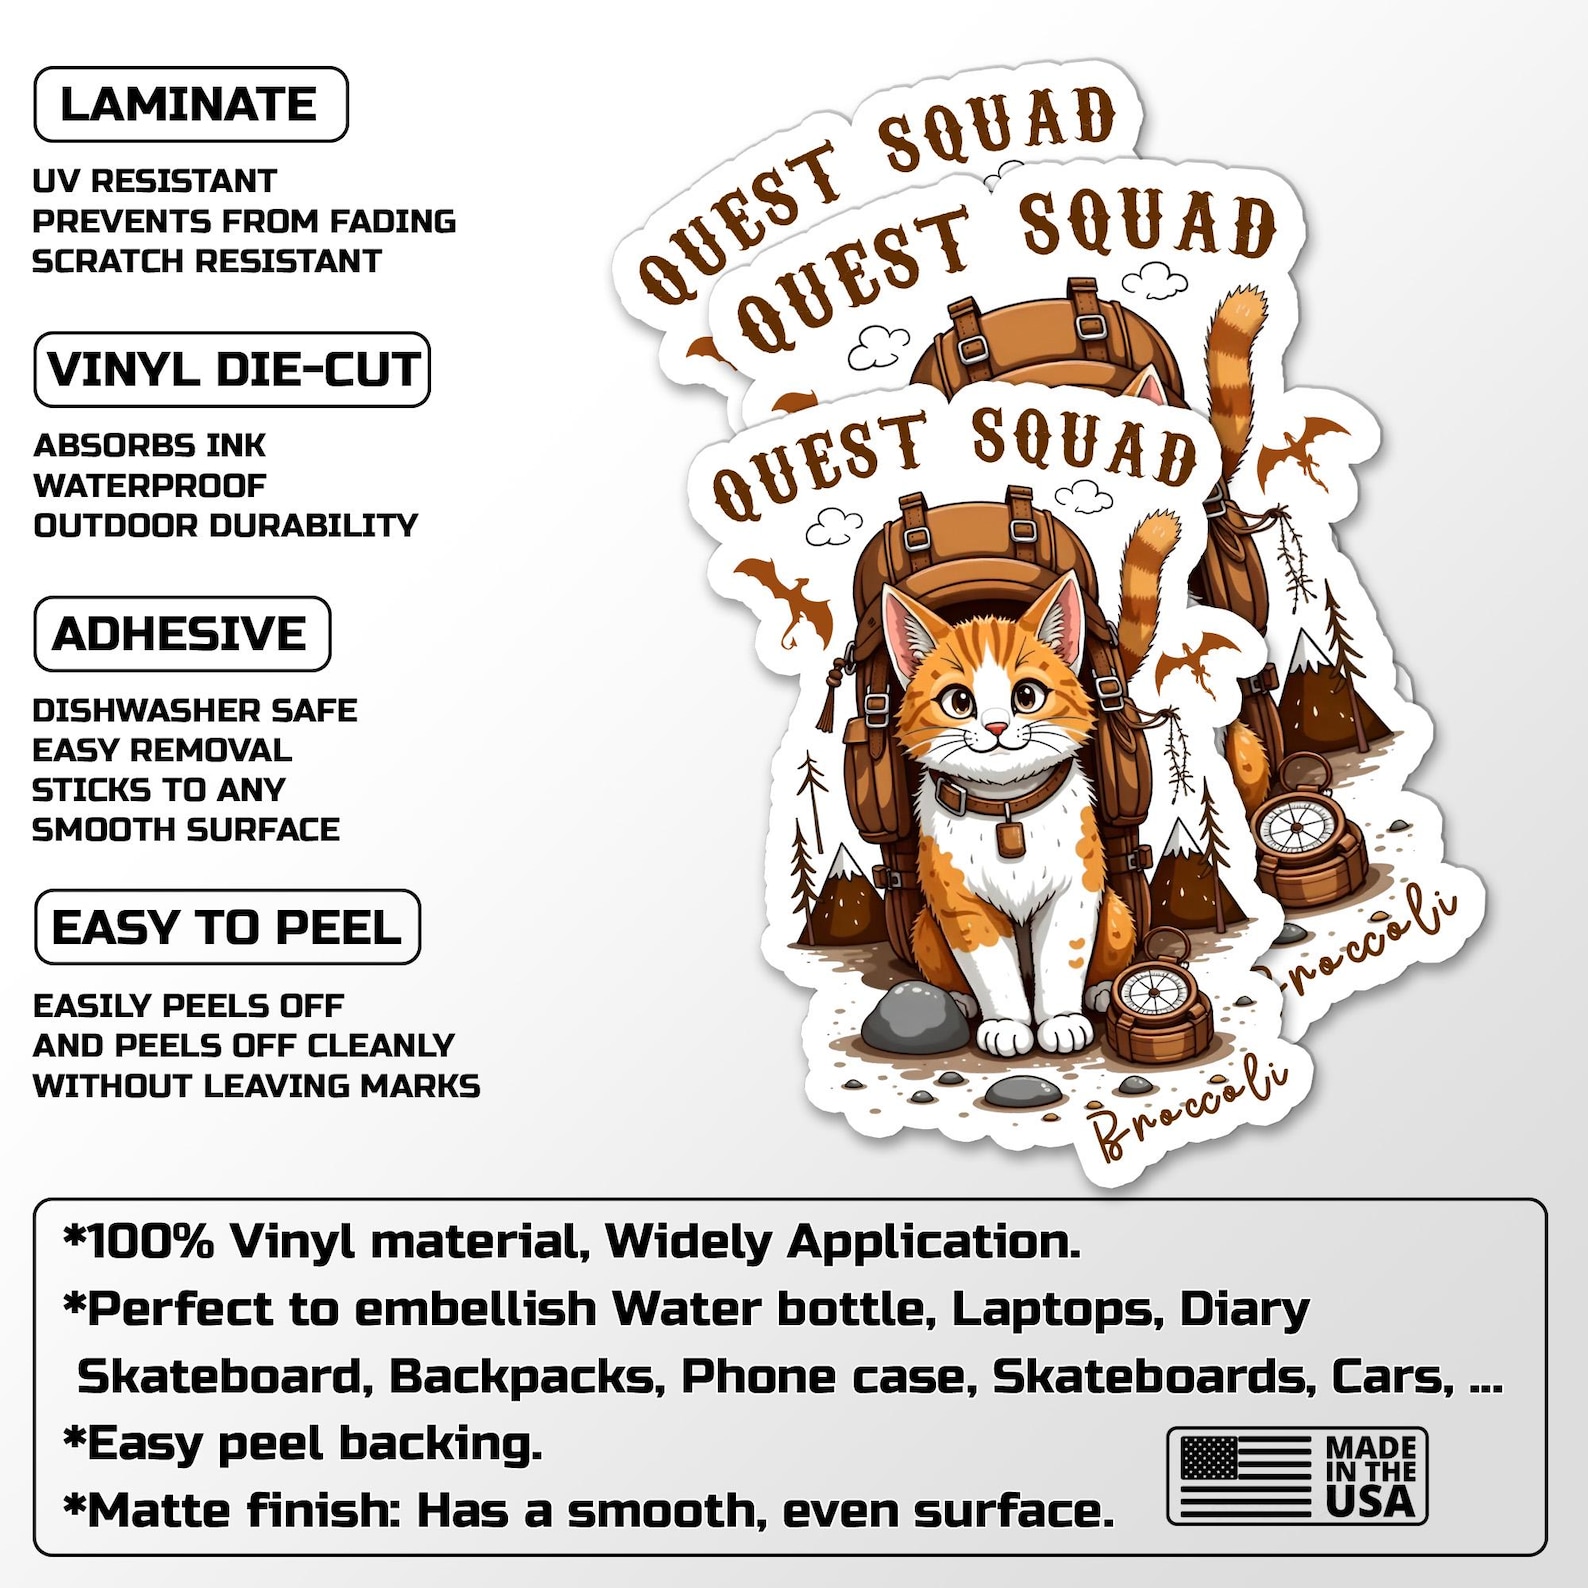 LAMINATE
UV RESISTANT
PREVENTS FROM FADING
SCRATCH RESISTANT
VINYL DIE-CUT
ABSORBS INK
WATERPROOF
OUTDOOR DURABILITY
ADHESIVE
DISHWASHER SAFE
EASY REMOVAL
STICKS TO ANY
SMOOTH SURFACE
EASY TO PEEL
EASILY PEELS OFF
AND PEELS OFF CLEANLY
WITHOUT LEAVING MARKS
QUEST SQUAD
QUEST SQUAD
QUEST SQUAD
Broccoli
Broccoli
*100% Vinyl material, Widely Application.
*Perfect to embellish Water bottle, Laptops, Diary
Skateboard, Backpacks, Phone case, Skateboards, Cars, ...
*Easy peel backing.
*Matte finish: Has a smooth, even surface.
MADE
IN THE
USA